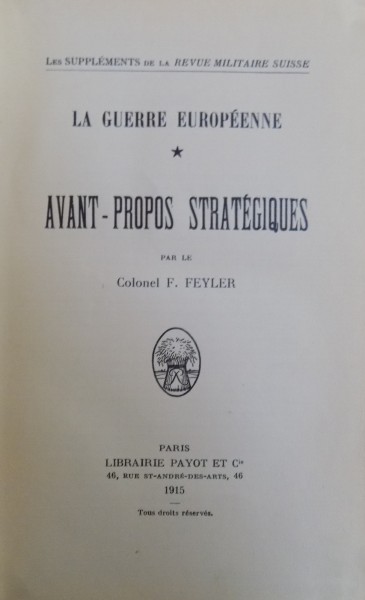 Les SUPPLÉMENTS DE LA REVUE MILITAIRE SUISSE
LA GUERRE EUROPÉENNE
★
AVANT-PROPOS STRATÉGIQUES
PAR LE
Colonel F. FEYLER
PARIS
LIBRAIRIE PAYOT ET Cie
46, RUE ST-ANDRÉ-DES-ARTS, 46
1915
Tous droits réservés.